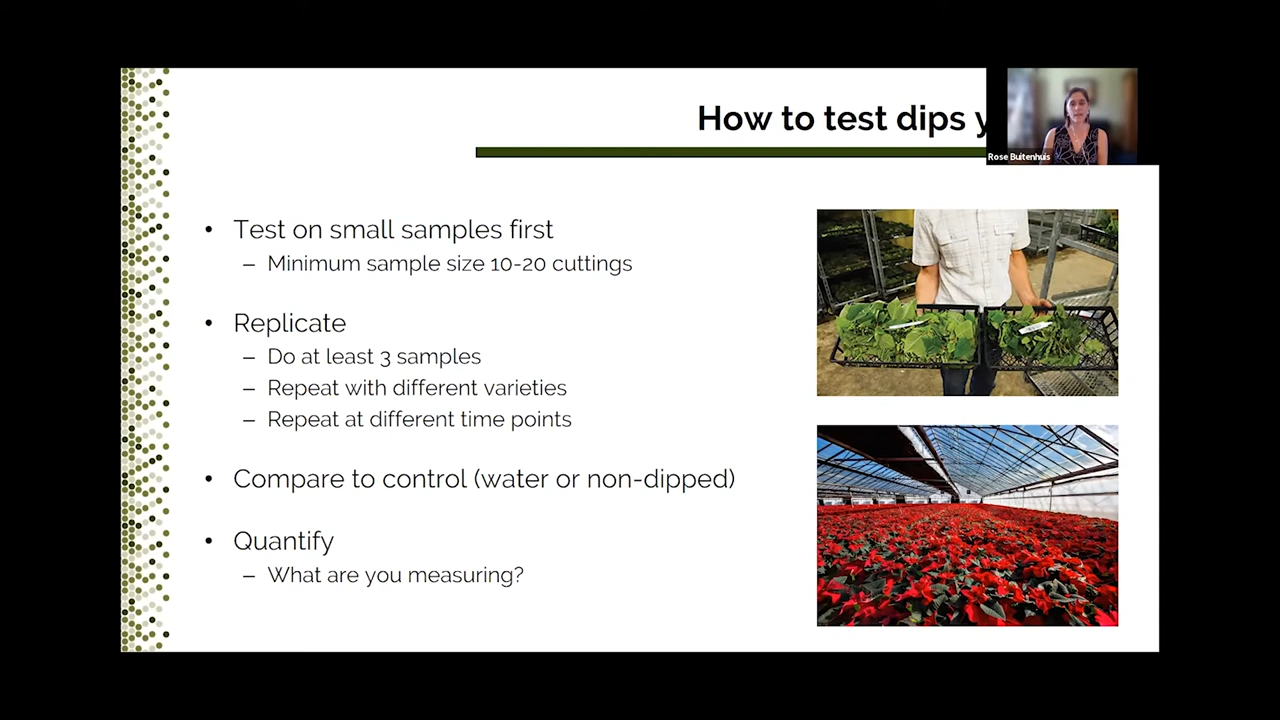 How to test dips
Rose Buitenhuis
• Test on small samples first
– Minimum sample size 10-20 cuttings
• Replicate
– Do at least 3 samples
– Repeat with different varieties
– Repeat at different time points
• Compare to control (water or non-dipped)
• Quantify
– What are you measuring?